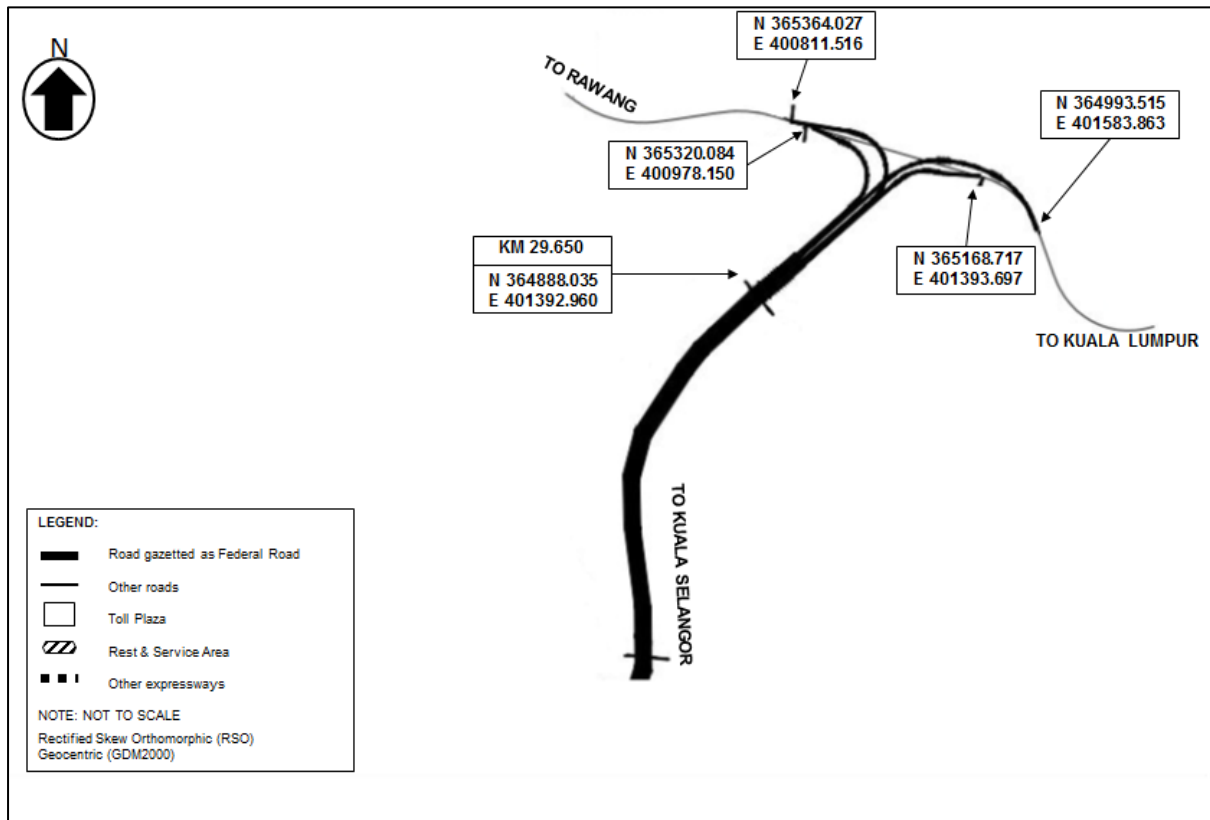 N
N 365364.027
E 400811.516
TO RAWANG
N 364993.515
E 401583.863
N 365320.084
E 400978.150
KM 29.650
N 364888.035
E 401392.960
N 365168.717
E 401393.697
TO KUALA LUMPUR
TO KUALA SELANGOR
LEGEND:
Road gazetted as Federal Road
Other roads
Toll Plaza
Rest & Service Area
Other expressways
NOTE: NOT TO SCALE
Rectified Skew Orthomorphic (RSO)
Geocentric (GDM2000)